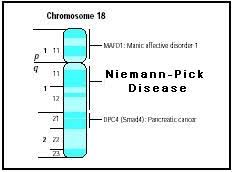 Chromosome 18
1
11
MAFD1: Manic affective disorder 1
p
q
11
Niemann-Pick
Disease
1
12
21
DPC4 (Smad4): Pancreatic cancer
2
22
23